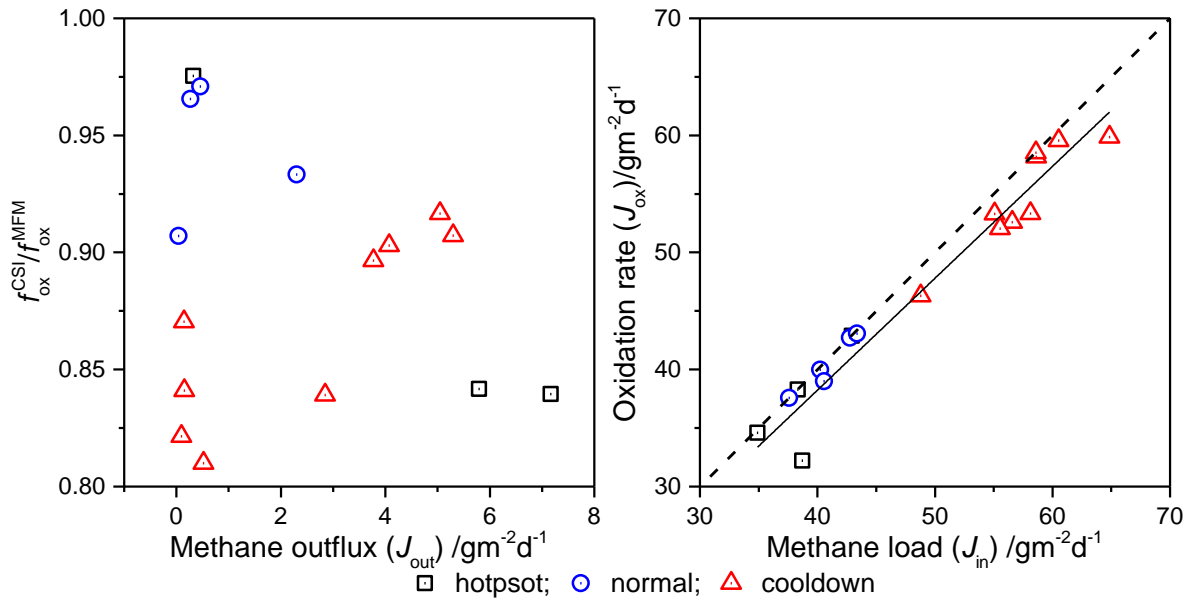 1.00
0.95
0.90
0.85
0.80
f_ox^CSI/f_ox^MFM
0 2 4 6 8
Methane outflux (J_out) /gm^-2d^-1
70
60
50
40
30
Oxidation rate (J_ox)/gm^-2d^-1
30 40 50 60 70
Methane load (J_in) /gm^-2d^-1
hotpsot; normal; cooldown